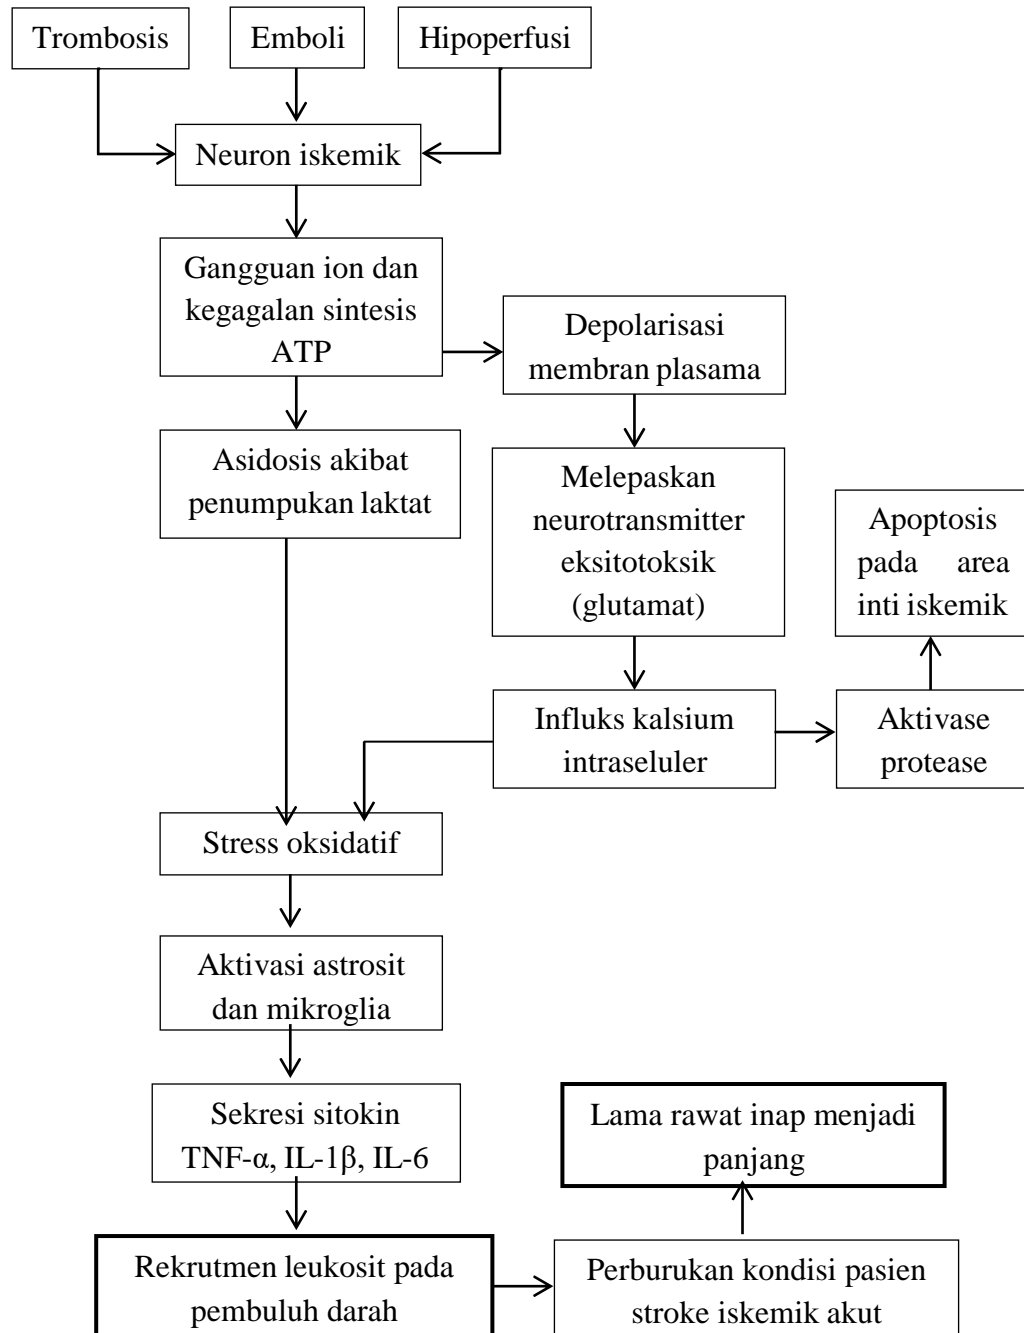 Trombosis
Emboli
Hipoperfusi
Neuron iskemik
Gangguan ion dan
kegagalan sintesis
ATP
Depolarisasi
membran plasama
Asidosis akibat
penumpukan laktat
Melepaskan
neurotransmitter
eksitotoksik
(glutamat)
Apoptosis
pada area
inti iskemik
Influks kalsium
intraseluler
Aktivase
protease
Stress oksidatif
Aktivasi astrosit
dan mikroglia
Sekresi sitokin
TNF-α, IL-1β, IL-6
Lama rawat inap menjadi
panjang
Rekrutmen leukosit pada
pembuluh darah
Perburukan kondisi pasien
stroke iskemik akut